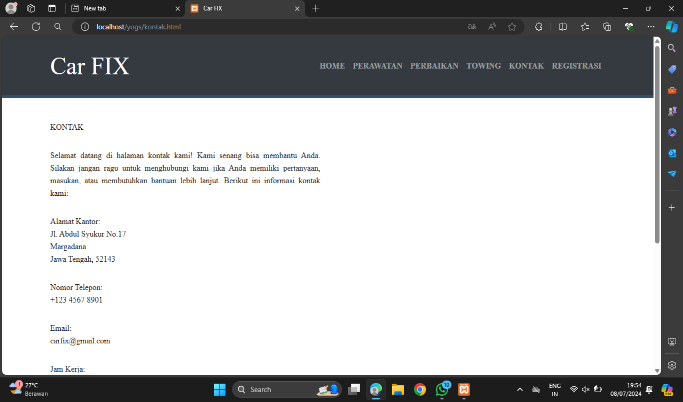 New tab
Car FIX
localhost/yogs/kontak.html
Car FIX
HOME PERAWATAN PERBAIKAN TOWING KONTAK REGISTRASI
KONTAK
Selamat datang di halaman kontak kami! Kami senang bisa membantu Anda.
Silakan jangan ragu untuk menghubungi kami jika Anda memiliki pertanyaan,
masukan, atau membutuhkan bantuan lebih lanjut. Berikut ini informasi kontak
kami:
Alamat Kantor:
Jl. Abdul Syukur No.17
Margadana
Jawa Tengah, 52143
Nomor Telepon:
+123 4567 8901
Email:
carfix@gmail.com
Jam Kerja:
27°C
Berawan
Search
ENG
IN
19:54
08/07/2024